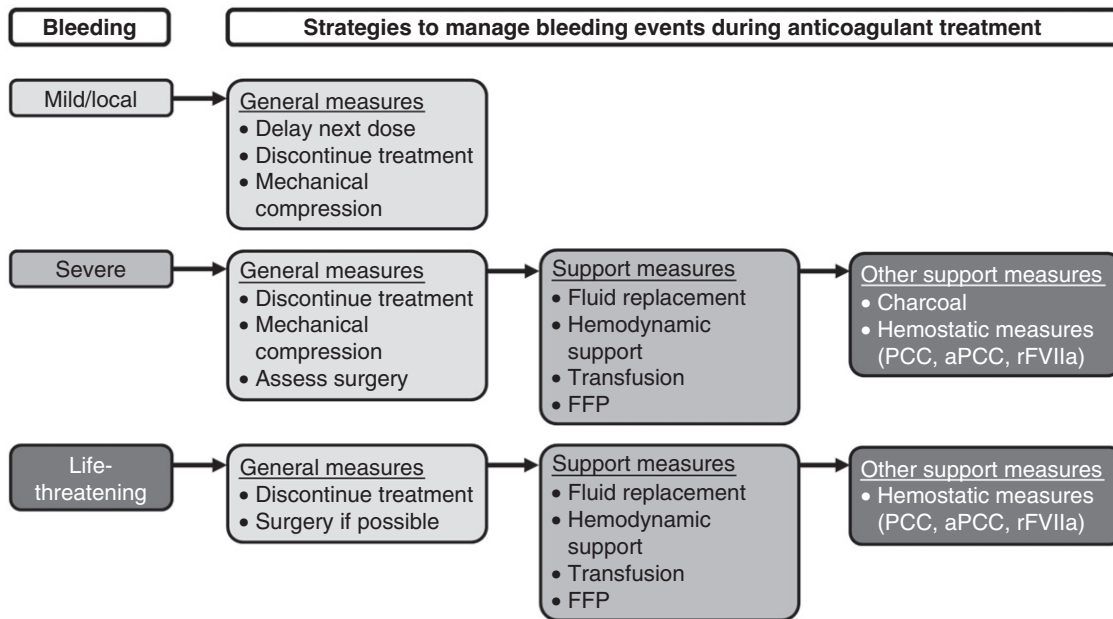 Bleeding
Strategies to manage bleeding events during anticoagulant treatment
Mild/local
General measures
• Delay next dose
• Discontinue treatment
• Mechanical
compression
Severe
General measures
• Discontinue treatment
• Mechanical
compression
• Assess surgery
Support measures
• Fluid replacement
• Hemodynamic
support
• Transfusion
• FFP
Other support measures
• Charcoal
• Hemostatic measures
(PCC, aPCC, rFVIIa)
Life-
threatening
General measures
• Discontinue treatment
• Surgery if possible
Support measures
• Fluid replacement
• Hemodynamic
support
• Transfusion
• FFP
Other support measures
• Hemostatic measures
(PCC, aPCC, rFVIIa)